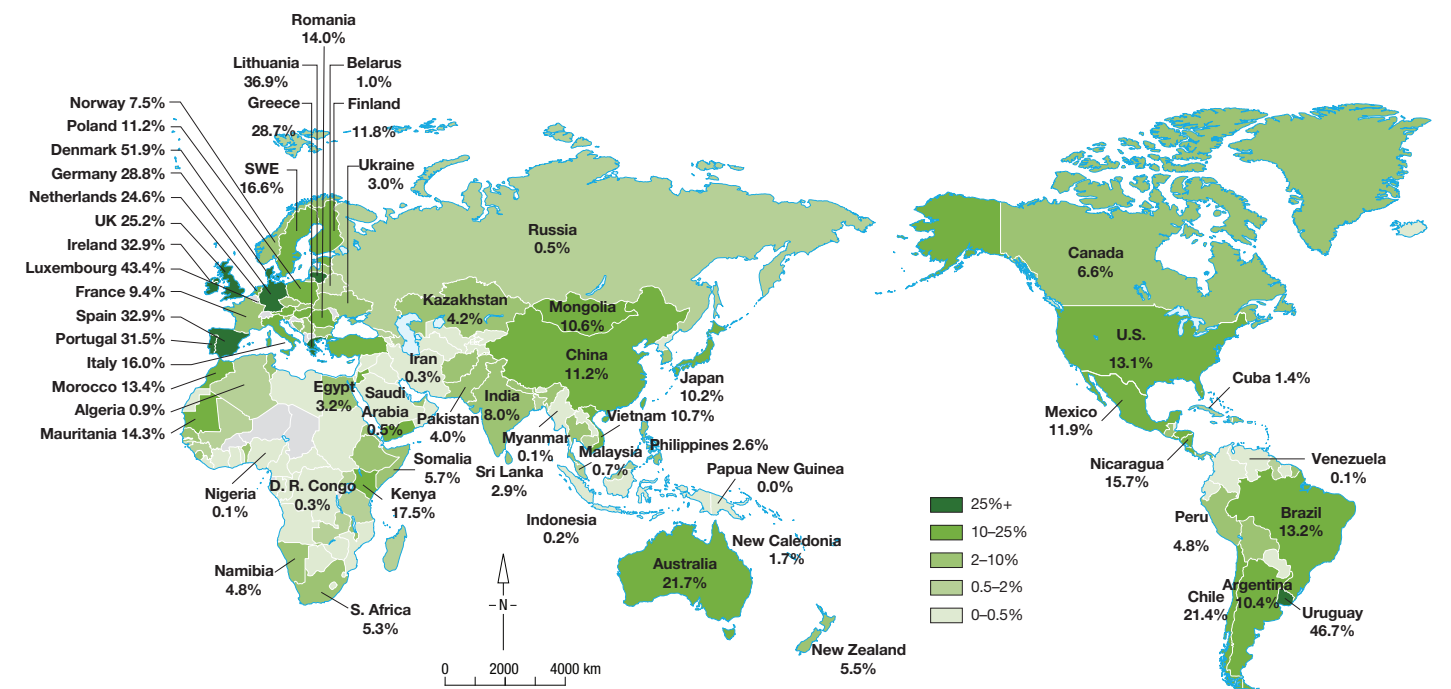 Romania
14.0%
Lithuania
36.9%
Belarus
1.0%
Greece
28.7%
Finland
11.8%
Norway 7.5%
Poland 11.2%
Denmark 51.9%
Germany 28.8%
Netherlands 24.6%
UK 25.2%
Ireland 32.9%
Luxembourg 43.4%
France 9.4%
Spain 32.9%
Portugal 31.5%
Italy 16.0%
Morocco 13.4%
Algeria 0.9%
Mauritania 14.3%
SWE
16.6%
Ukraine
3.0%
Russia
0.5%
Kazakhstan
4.2%
Mongolia
10.6%
China
11.2%
Iran
0.3%
Egypt
3.2%
Saudi
Arabia
0.5%
Pakistan
4.0%
India
8.0%
Japan
10.2%
Vietnam 10.7%
Myanmar
0.1%
Malaysia
0.7%
Philippines 2.6%
Sri Lanka
2.9%
Papua New Guinea
0.0%
Somalia
5.7%
Nigeria
0.1%
D. R. Congo
0.3%
Kenya
17.5%
Indonesia
0.2%
New Caledonia
1.7%
Australia
21.7%
Namibia
4.8%
S. Africa
5.3%
New Zealand
5.5%
N
0 2000 4000 km
Canada
6.6%
U.S.
13.1%
Cuba 1.4%
Mexico
11.9%
Nicaragua
15.7%
Venezuela
0.1%
Peru
4.8%
Brazil
13.2%
Chile
21.4%
Argentina
10.4%
Uruguay
46.7%
25%+
10–25%
2–10%
0.5–2%
0–0.5%